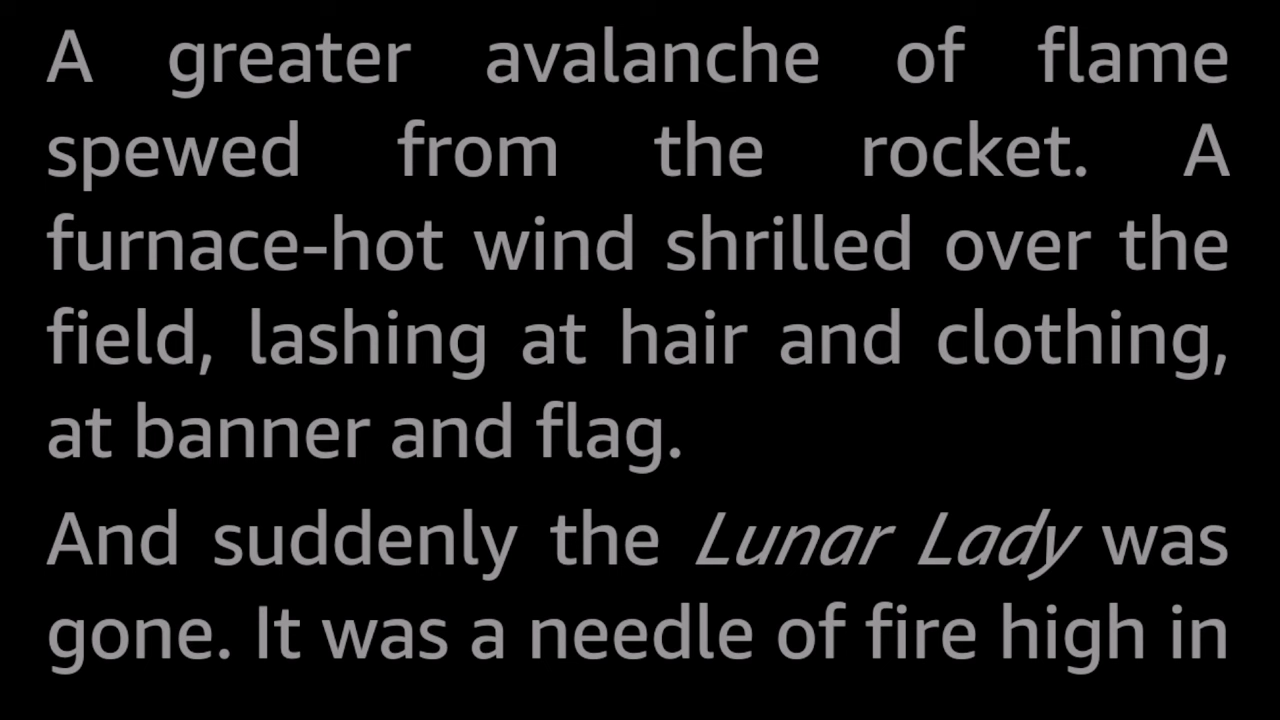 A greater avalanche of flame
spewed from the rocket. A
furnace-hot wind shrilled over the
field, lashing at hair and clothing,
at banner and flag.
And suddenly the Lunar Lady was
gone. It was a needle of fire high in